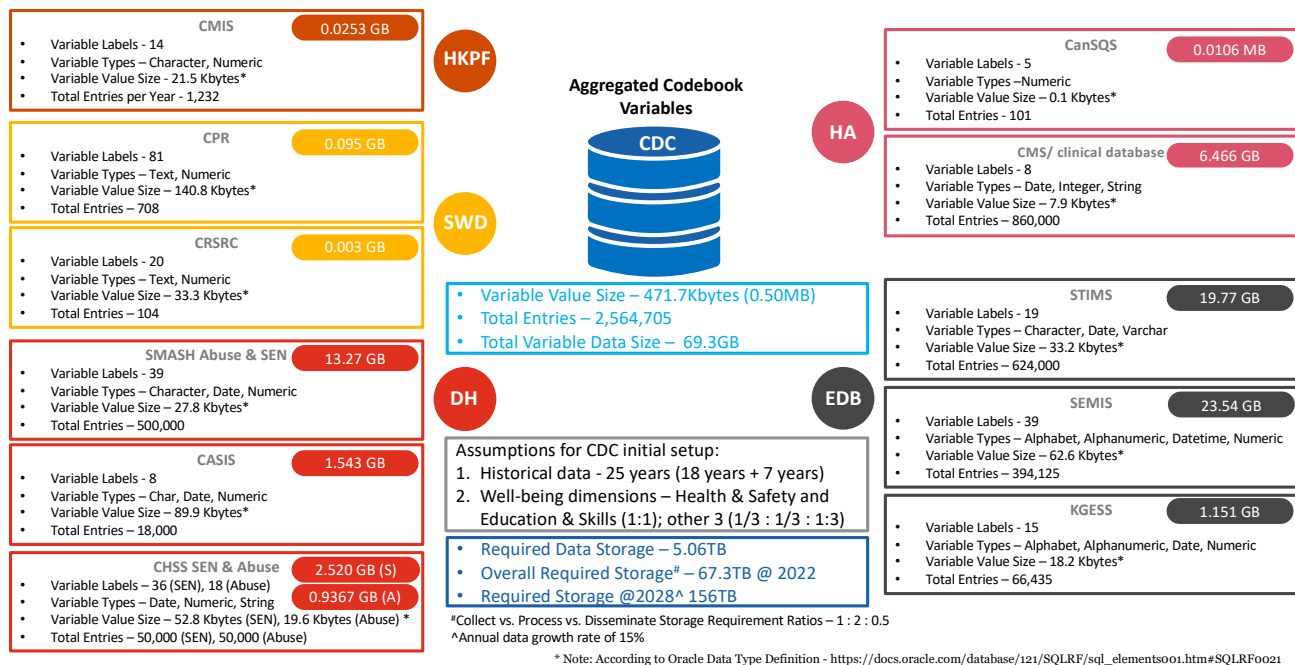 CMIS
0.0253 GB
• Variable Labels - 14
• Variable Types – Character, Numeric
• Variable Value Size - 21.5 Kbytes*
• Total Entries per Year - 1,232
HKPF
CPR
0.095 GB
• Variable Labels - 81
• Variable Types – Text, Numeric
• Variable Value Size – 140.8 Kbytes*
• Total Entries – 708
SWD
CRSRC
0.003 GB
• Variable Labels - 20
• Variable Types – Text, Numeric
• Variable Value Size – 33.3 Kbytes*
• Total Entries – 104
SMASH Abuse & SEN
13.27 GB
• Variable Labels - 39
• Variable Types – Character, Date, Numeric
• Variable Value Size – 27.8 Kbytes*
• Total Entries – 500,000
DH
CASIS
1.543 GB
• Variable Labels - 8
• Variable Types – Char, Date, Numeric
• Variable Value Size – 89.9 Kbytes*
• Total Entries – 18,000
CHSS SEN & Abuse
2.520 GB (S)
0.9367 GB (A)
• Variable Labels – 36 (SEN), 18 (Abuse)
• Variable Types – Date, Numeric, String
• Variable Value Size – 52.8 Kbytes (SEN), 19.6 Kbytes (Abuse) *
• Total Entries – 50,000 (SEN), 50,000 (Abuse)
Aggregated Codebook
Variables
CDC
• Variable Value Size – 471.7Kbytes (0.50MB)
• Total Entries – 2,564,705
• Total Variable Data Size – 69.3GB
Assumptions for CDC initial setup:
1. Historical data - 25 years (18 years + 7 years)
2. Well-being dimensions – Health & Safety and
Education & Skills (1:1); other 3 (1/3 : 1/3 : 1:3)
• Required Data Storage – 5.06TB
• Overall Required Storage# – 67.3TB @ 2022
• Required Storage @2028^ 156TB
#Collect vs. Process vs. Disseminate Storage Requirement Ratios – 1 : 2 : 0.5
^Annual data growth rate of 15%
HA
CanSQS
0.0106 MB
• Variable Labels - 5
• Variable Types –Numeric
• Variable Value Size – 0.1 Kbytes*
• Total Entries - 101
CMS/ clinical database
6.466 GB
• Variable Labels - 8
• Variable Types – Date, Integer, String
• Variable Value Size – 7.9 Kbytes*
• Total Entries – 860,000
EDB
STIMS
19.77 GB
• Variable Labels - 19
• Variable Types – Character, Date, Varchar
• Variable Value Size – 33.2 Kbytes*
• Total Entries – 624,000
SEMIS
23.54 GB
• Variable Labels - 39
• Variable Types – Alphabet, Alphanumeric, Datetime, Numeric
• Variable Value Size – 62.6 Kbytes*
• Total Entries – 394,125
KGESS
1.151 GB
• Variable Labels - 15
• Variable Types – Alphabet, Alphanumeric, Date, Numeric
• Variable Value Size – 18.2 Kbytes*
• Total Entries – 66,435
* Note: According to Oracle Data Type Definition - https://docs.oracle.com/database/121/SQLRF/sql_elements001.htm#SQLRF0021